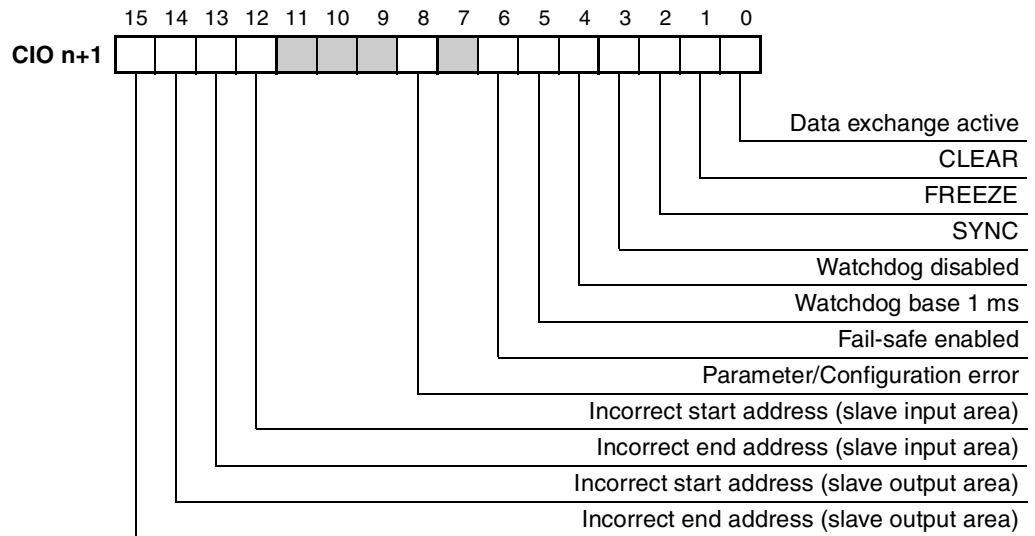 15 14 13 12 11 10 9 8 7 6 5 4 3 2 1 0
CIO n+1
Data exchange active
CLEAR
FREEZE
SYNC
Watchdog disabled
Watchdog base 1 ms
Fail-safe enabled
Parameter/Configuration error
Incorrect start address (slave input area)
Incorrect end address (slave input area)
Incorrect start address (slave output area)
Incorrect end address (slave output area)